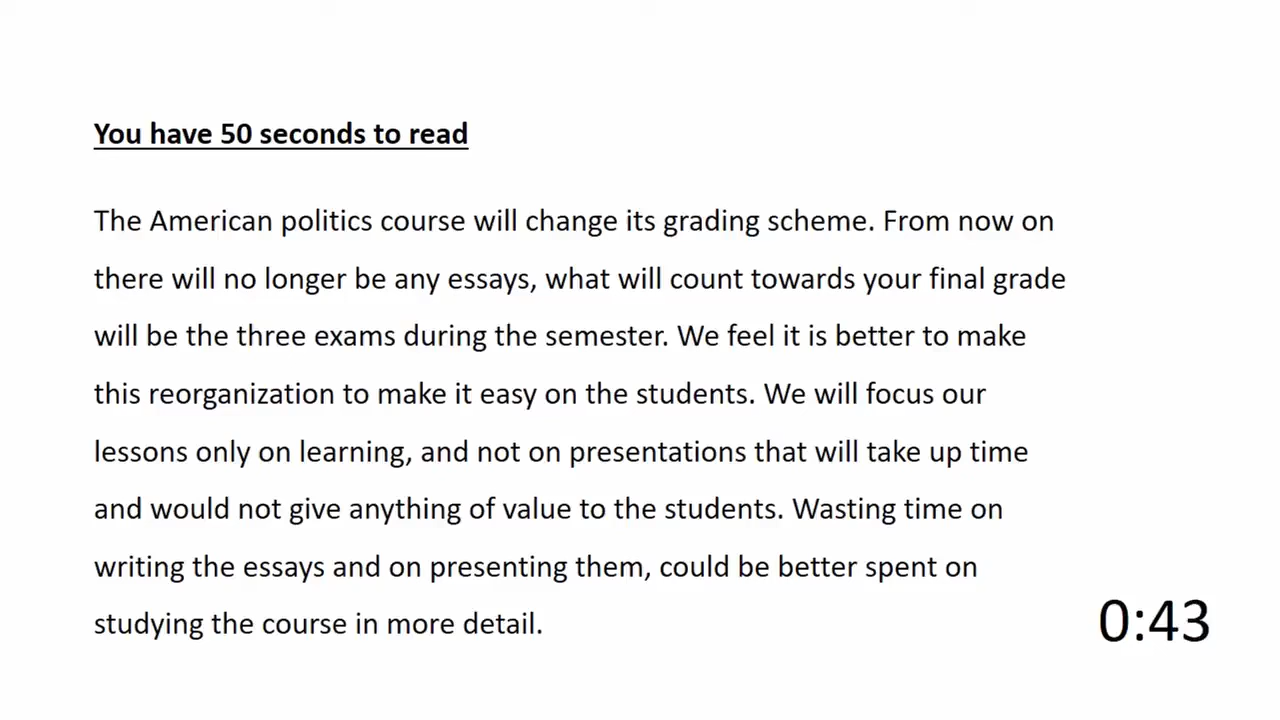 You have 50 seconds to read
The American politics course will change its grading scheme. From now on
there will no longer be any essays, what will count towards your final grade
will be the three exams during the semester. We feel it is better to make
this reorganization to make it easy on the students. We will focus our
lessons only on learning, and not on presentations that will take up time
and would not give anything of value to the students. Wasting time on
writing the essays and on presenting them, could be better spent on
studying the course in more detail.
0:43